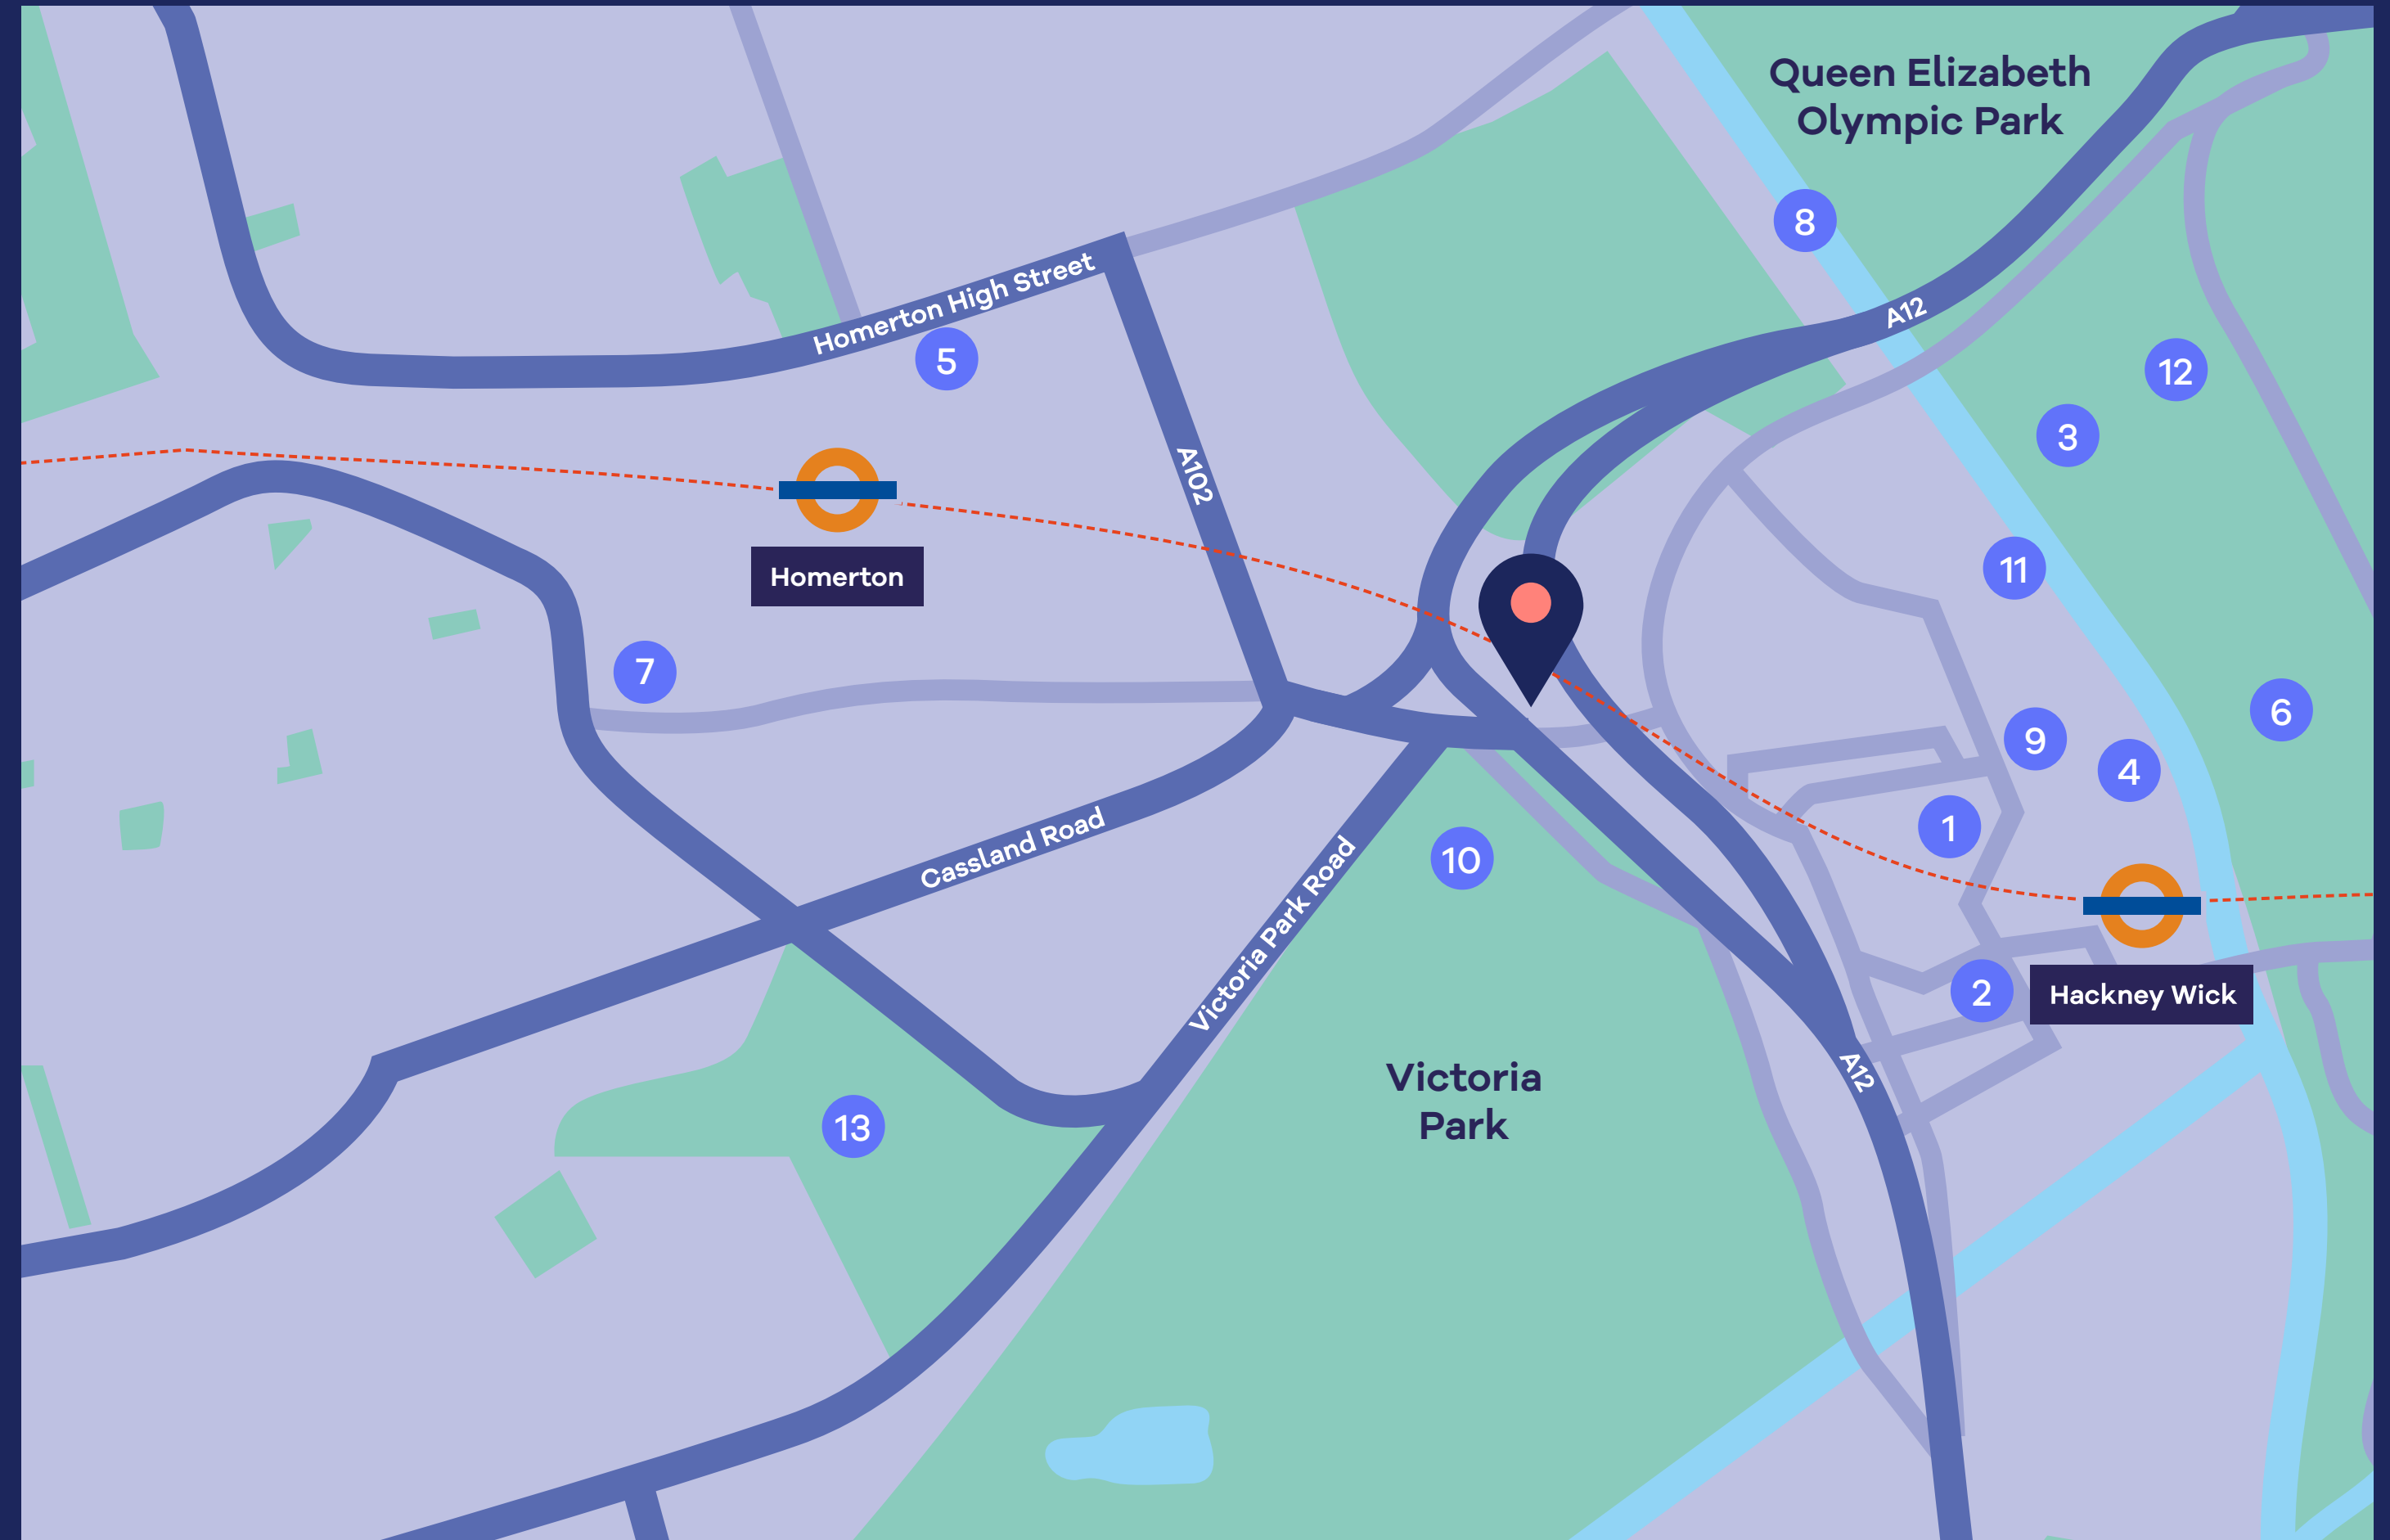 Queen Elizabeth
Olympic Park
8
Homerton High Street
A12
5
12
3
A102
Homerton
11
7
6
9
4
Cassland Road
1
10
Victoria Park Road
2
Hackney Wick
A12
Victoria
Park
13